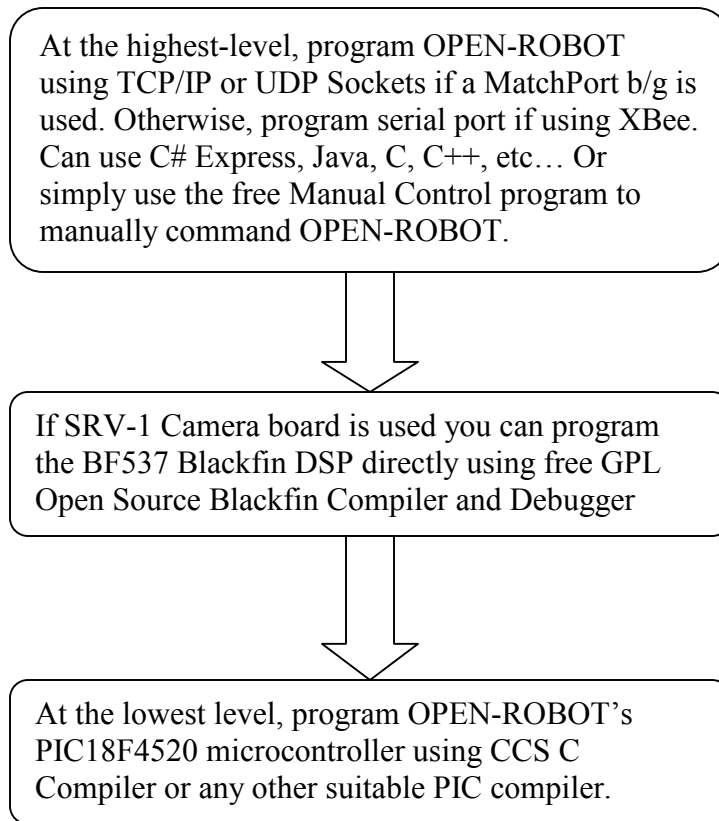 At the highest-level, program OPEN-ROBOT
using TCP/IP or UDP Sockets if a MatchPort b/g is
used. Otherwise, program serial port if using XBee.
Can use C# Express, Java, C, C++, etc… Or
simply use the free Manual Control program to
manually command OPEN-ROBOT.
If SRV-1 Camera board is used you can program
the BF537 Blackfin DSP directly using free GPL
Open Source Blackfin Compiler and Debugger
At the lowest level, program OPEN-ROBOT’s
PIC18F4520 microcontroller using CCS C
Compiler or any other suitable PIC compiler.